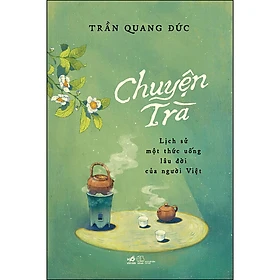 TRẦN QUANG ĐỨC
Chuyện
Trà
Lịch sử
một thức uống
lâu đời
của người Việt